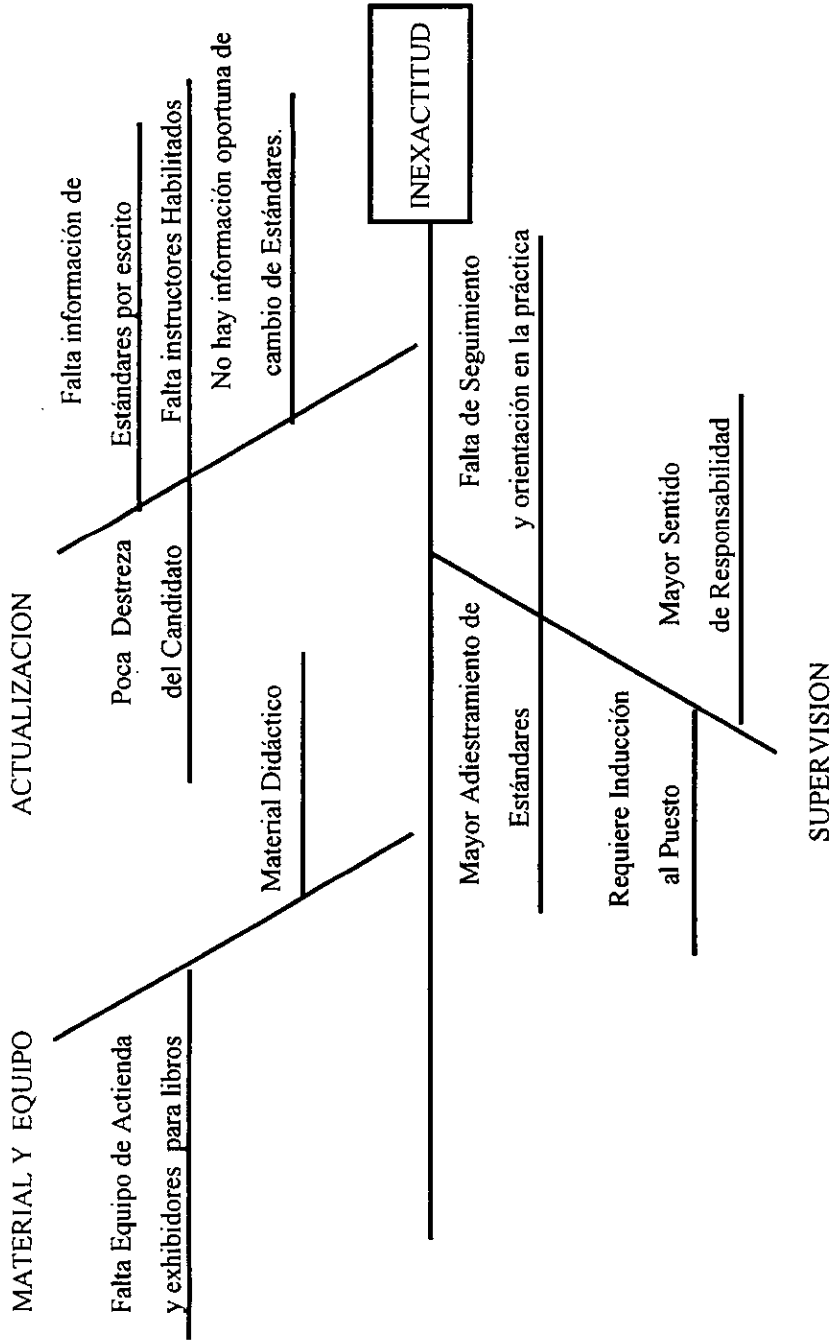 MATERIAL Y EQUIPO
Falta Equipo de Actienda
y exhibidores para libros
Material Didáctico
ACTUALIZACION
Poca Destreza
del Candidato
Falta información de
Estándares por escrito
Falta instructores Habilitados
No hay información oportuna de
cambio de Estándares.
INEXACTITUD
Mayor Adiestramiento de
Estándares
Falta de Seguimiento
y orientación en la práctica
Requiere Inducción
al Puesto
Mayor Sentido
de Responsabilidad
SUPERVISION